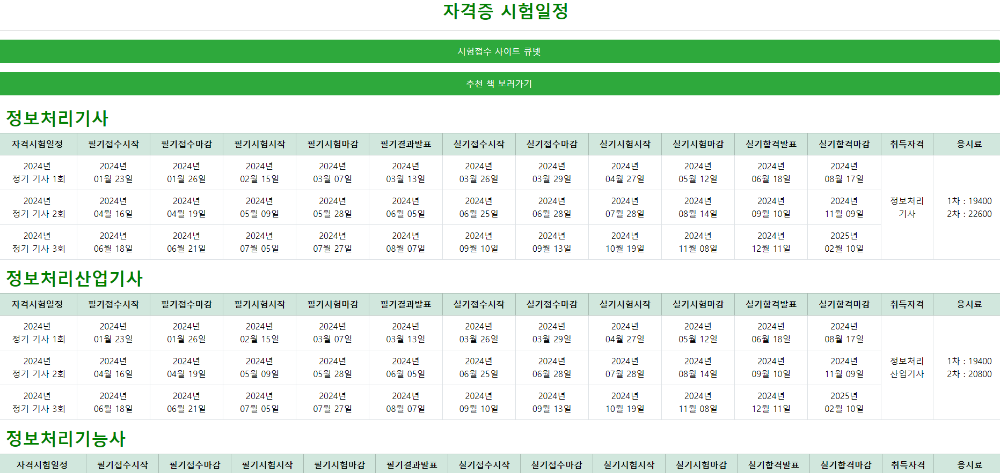 자격증 시험일정
시험접수 사이트 큐넷
추천 책 보러가기
정보처리기사
자격시험일정 필기접수시작 필기접수마감 필기시험시작 필기시험마감 필기결과발표 실기접수시작 실기접수마감 실기시험시작 실기시험마감 실기합격발표 실기합격마감 취득자격 응시료
2024년 2024년 2024년 2024년 2024년 2024년 2024년 2024년 2024년 2024년 2024년 2024년
정기 기사 1회 01월 23일 01월 26일 02월 15일 03월 07일 03월 13일 03월 26일 03월 29일 04월 27일 05월 12일 06월 18일 08월 17일
2024년 2024년 2024년 2024년 2024년 2024년 2024년 2024년 2024년 2024년 2024년 2024년 정보처리 1차 : 19400
정기 기사 2회 04월 16일 04월 19일 05월 09일 05월 28일 06월 05일 06월 25일 06월 28일 07월 28일 08월 14일 09월 10일 11월 09일 기사 2차 : 22600
2024년 2024년 2024년 2024년 2024년 2024년 2024년 2024년 2024년 2024년 2024년 2025년
정기 기사 3회 06월 18일 06월 21일 07월 05일 07월 27일 08월 07일 09월 10일 09월 13일 10월 19일 11월 08일 12월 11일 02월 10일
정보처리산업기사
자격시험일정 필기접수시작 필기접수마감 필기시험시작 필기시험마감 필기결과발표 실기접수시작 실기접수마감 실기시험시작 실기시험마감 실기합격발표 실기합격마감 취득자격 응시료
2024년 2024년 2024년 2024년 2024년 2024년 2024년 2024년 2024년 2024년 2024년 2024년
정기 기사 1회 01월 23일 01월 26일 02월 15일 03월 07일 03월 13일 03월 26일 03월 29일 04월 27일 05월 12일 06월 18일 08월 17일
2024년 2024년 2024년 2024년 2024년 2024년 2024년 2024년 2024년 2024년 2024년 2024년 정보처리 1차 : 19400
정기 기사 2회 04월 16일 04월 19일 05월 09일 05월 28일 06월 05일 06월 25일 06월 28일 07월 28일 08월 14일 09월 10일 11월 09일 산업기사 2차 : 20800
2024년 2024년 2024년 2024년 2024년 2024년 2024년 2024년 2024년 2024년 2024년 2025년
정기 기사 3회 06월 18일 06월 21일 07월 05일 07월 27일 08월 07일 09월 10일 09월 13일 10월 19일 11월 08일 12월 11일 02월 10일
정보처리기능사
자격시험일정 필기접수시작 필기접수마감 필기시험시작 필기시험마감 필기결과발표 실기접수시작 실기접수마감 실기시험시작 실기시험마감 실기합격발표 실기합격마감 취득자격 응시료